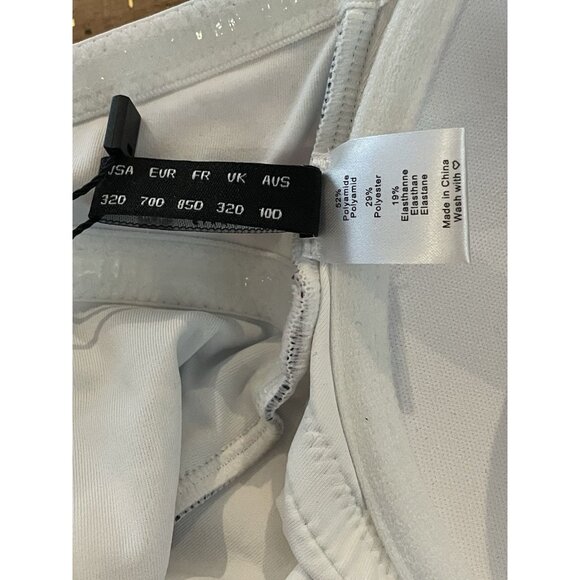 USA EUR FR UK AUS
32D 70D 85D 32D 10D
52%
Polyamide
Polyamid
29%
Polyester
19%
Elasthanne
Elasthan
Elastane
Made in China
Wash with ♡